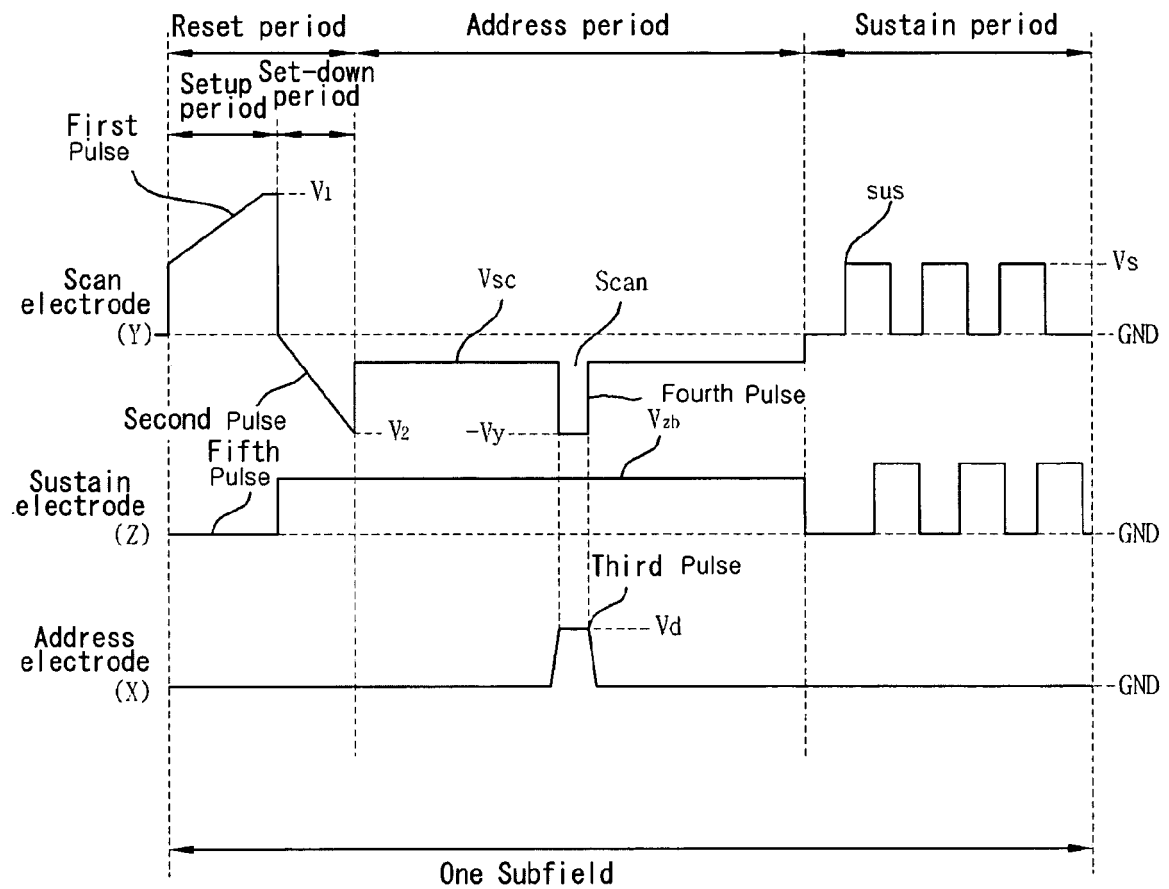 Reset period
Address period
Sustain period
Setup
period
Set-down
period
First
Pulse
V1
sus
Vs
Scan
electrode
(Y)
Vsc
Scan
GND
Second Pulse
V2
-Vy
Fourth Pulse
Vzb
Fifth
Pulse
Sustain
electrode
(Z)
GND
Third Pulse
Vd
Address
electrode
(X)
GND
One Subfield